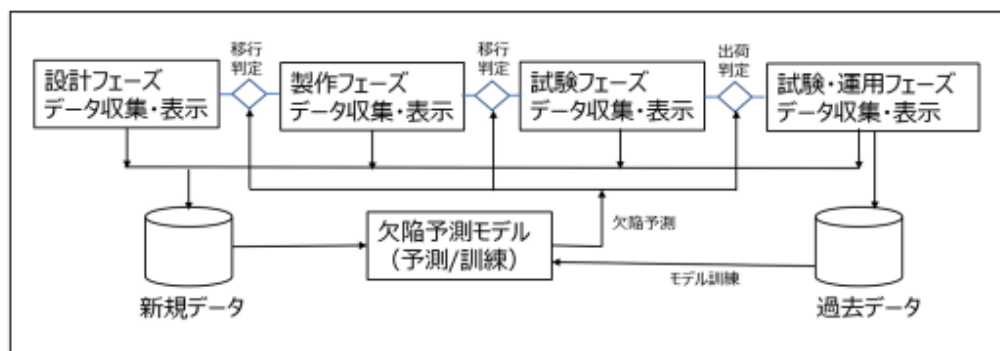 移行
判定
移行
判定
出荷
判定
設計フェーズ
データ収集・表示
製作フェーズ
データ収集・表示
試験フェーズ
データ収集・表示
試験・運用フェーズ
データ収集・表示
欠陥予測モデル
（予測/訓練）
欠陥予測
モデル訓練
新規データ
過去データ